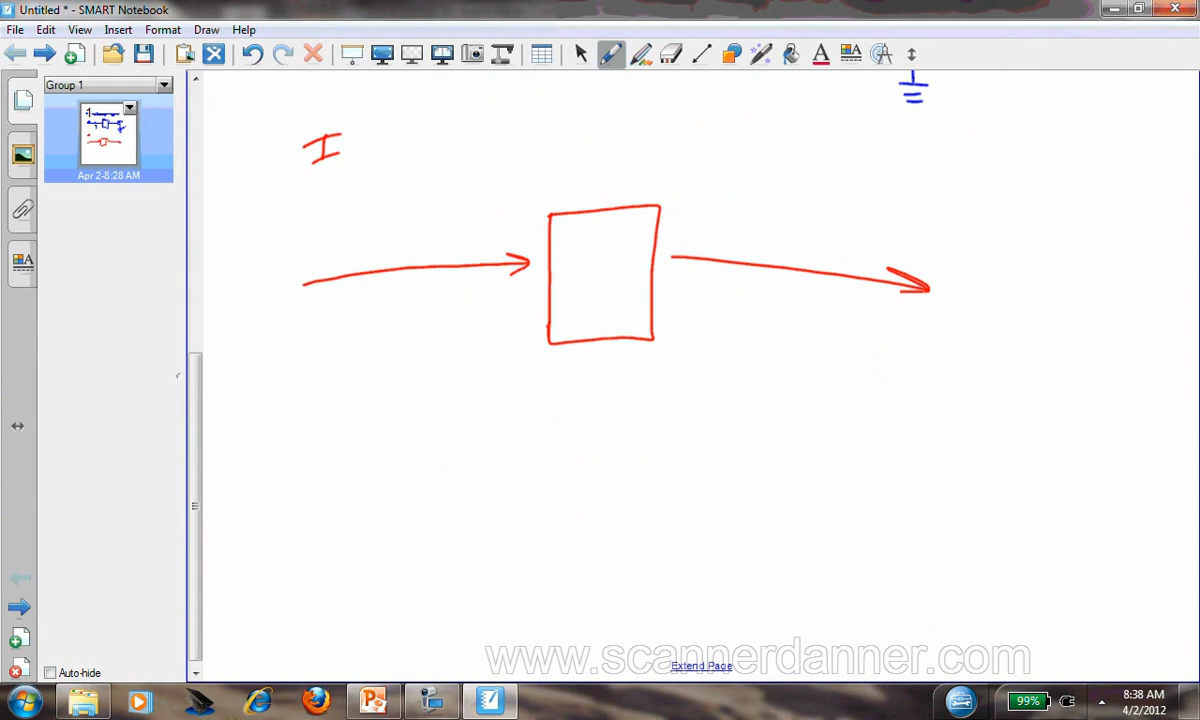 Untitled * - SMART Notebook
File Edit View Insert Format Draw Help
Group 1
Apr 2-8:28 AM
I
Auto-hide
www.scannerdanner.com
Extend Page
99%
8:38 AM
4/2/2012